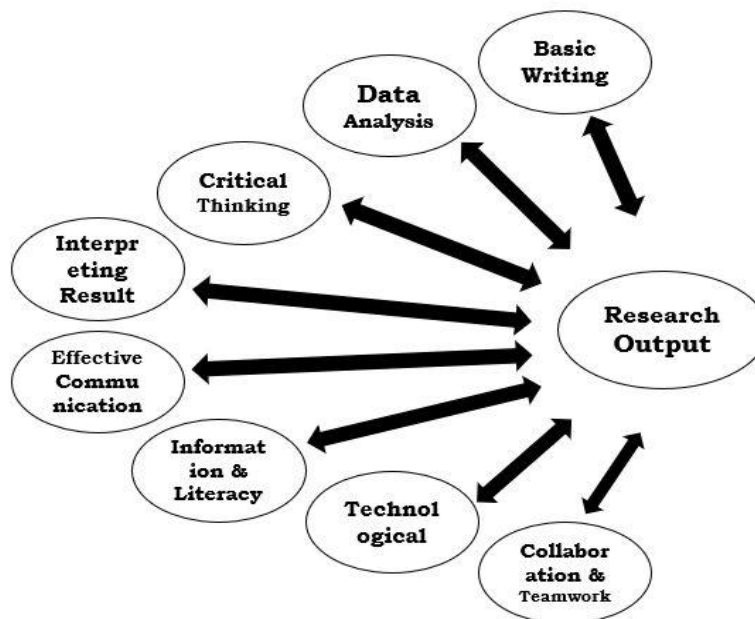 Basic
Writing
Data
Analysis
Critical
Thinking
Interpr
eting
Result
Research
Output
Effective
Commu
nication
Informat
ion &
Literacy
Technol
ogical
Collabor
ation &
Teamwork